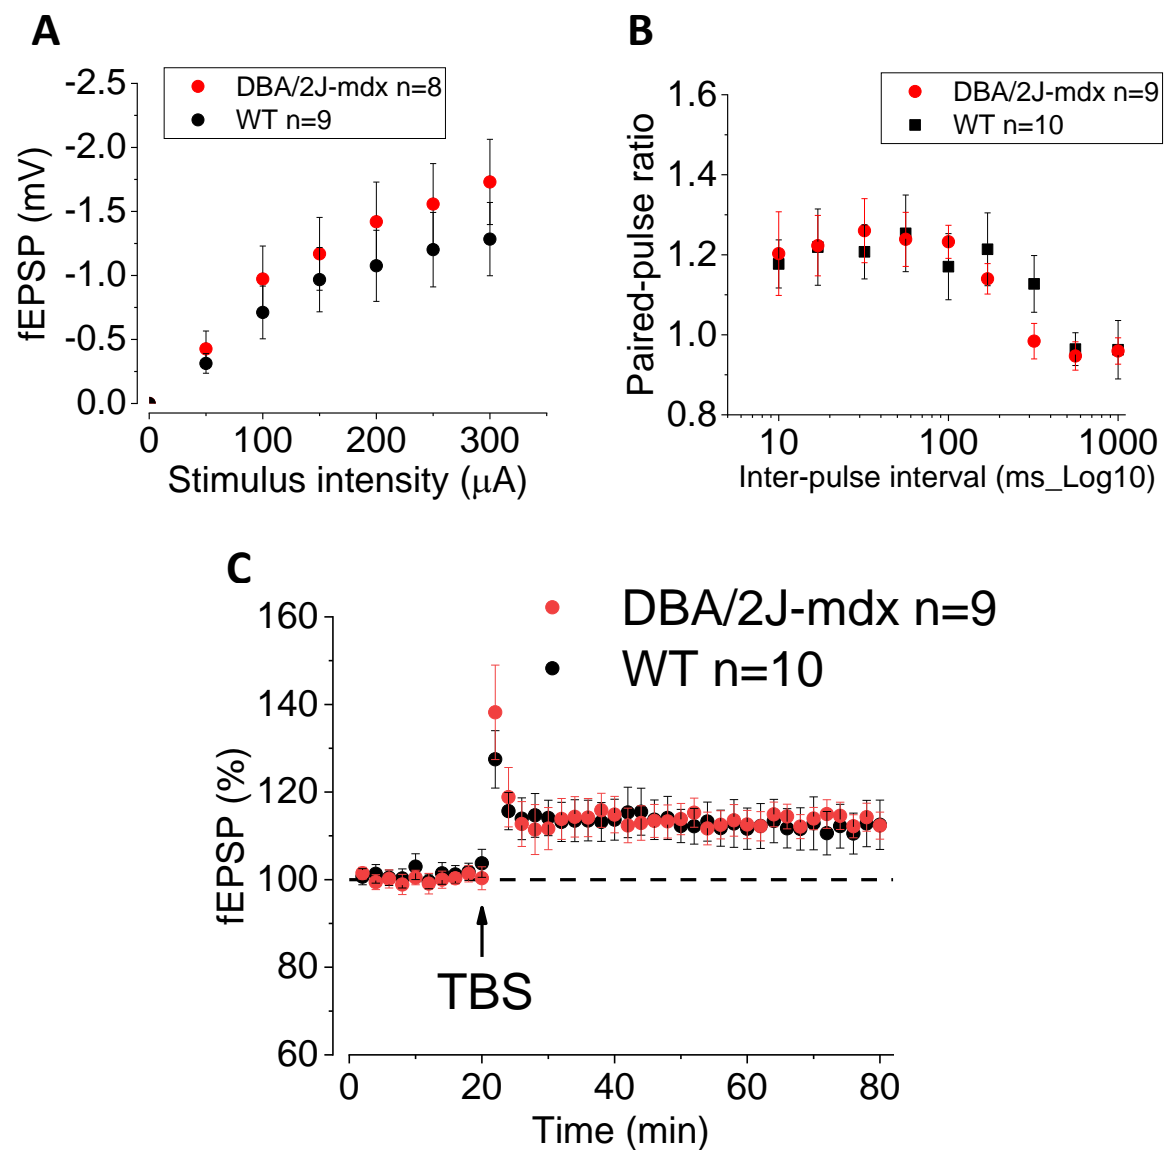 A
DBA/2J-mdx n=8
WT n=9
-2.5
-2.0
-1.5
-1.0
-0.5
0.0
fEPSP (mV)
0 100 200 300
Stimulus intensity (μA)
B
DBA/2J-mdx n=9
WT n=10
1.6
1.4
1.2
1.0
0.8
Paired-pulse ratio
10 100 1000
Inter-pulse interval (ms_Log10)
C
DBA/2J-mdx n=9
WT n=10
160
140
120
100
80
60
fEPSP (%)
TBS
0 20 40 60 80
Time (min)